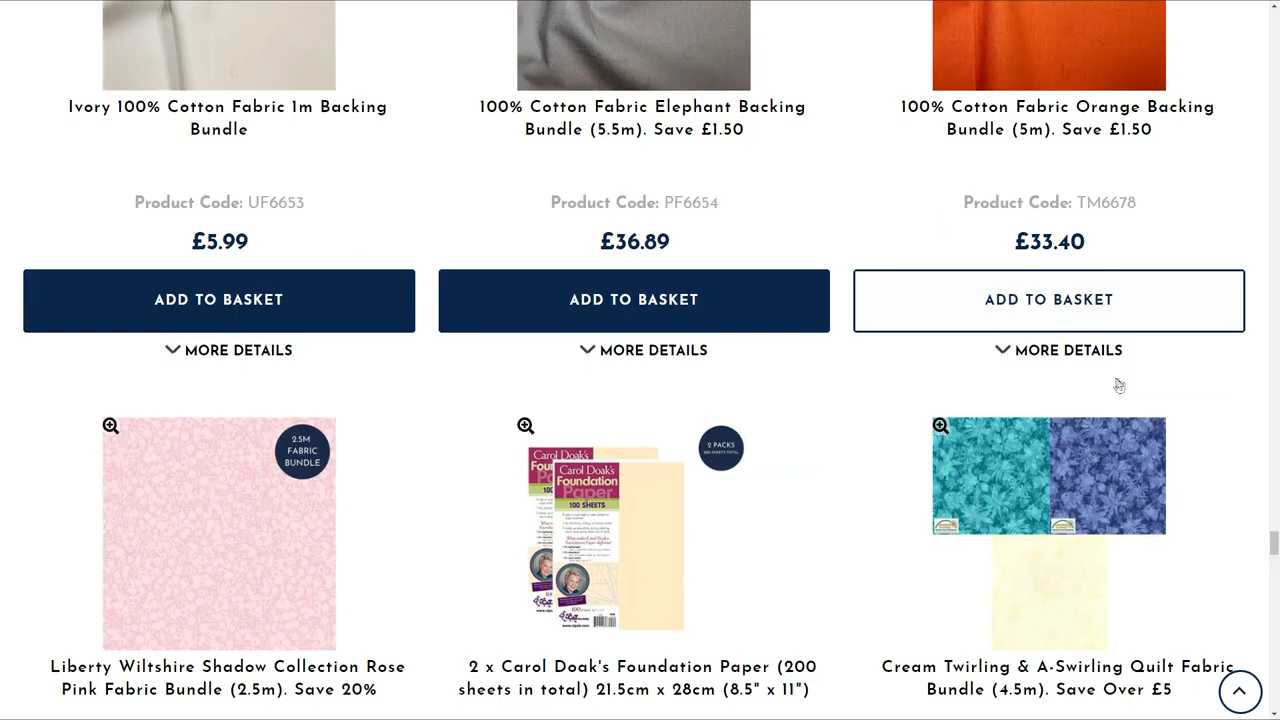 Ivory 100% Cotton Fabric 1m Backing
Bundle
100% Cotton Fabric Elephant Backing
Bundle (5.5m). Save £1.50
100% Cotton Fabric Orange Backing
Bundle (5m). Save £1.50
Product Code: UF6653
Product Code: PF6654
Product Code: TM6678
£5.99
£36.89
£33.40
ADD TO BASKET
ADD TO BASKET
ADD TO BASKET
MORE DETAILS
MORE DETAILS
MORE DETAILS
2.5M
FABRIC
BUNDLE
2 PACKS
Carol Doak's
Foundation
Paper
100 SHEETS
Liberty Wiltshire Shadow Collection Rose
Pink Fabric Bundle (2.5m). Save 20%
2 x Carol Doak's Foundation Paper (200
sheets in total) 21.5cm x 28cm (8.5" x 11")
Cream Twirling & A-Swirling Quilt Fabric
Bundle (4.5m). Save Over £5